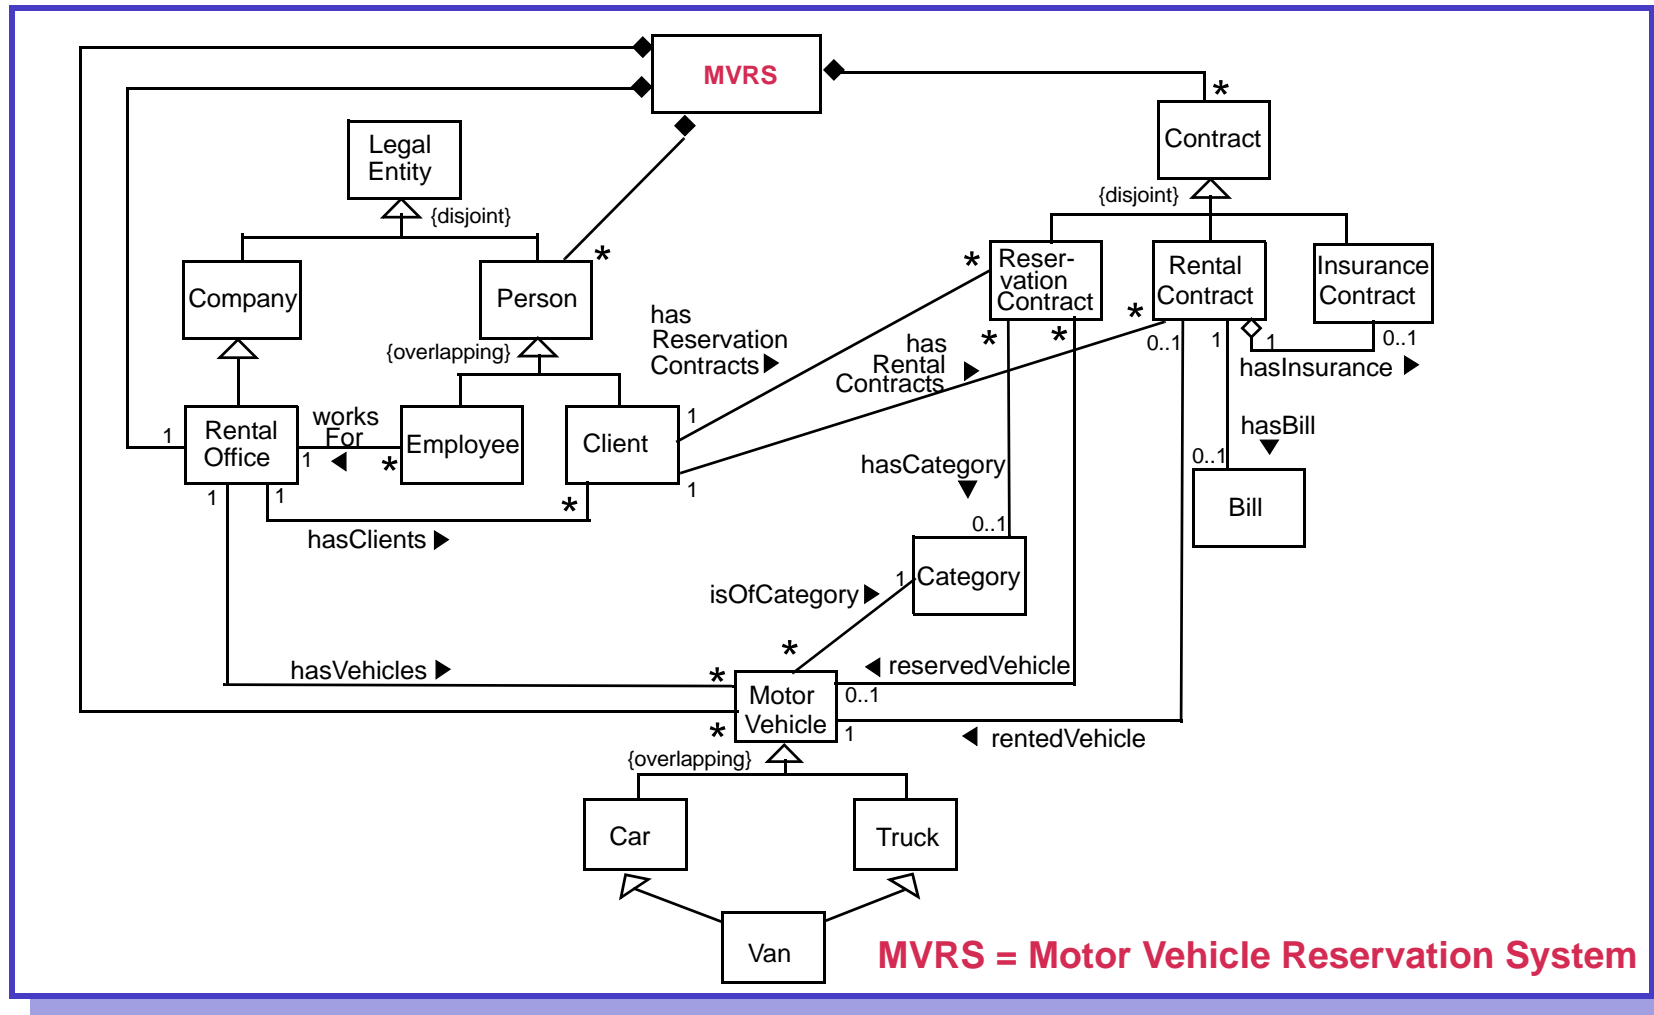 MVRS
*
Legal
Entity
Contract
{disjoint}
{disjoint}
Company
Person
*
*
Reser-
vation
Contract
Rental
Contract
Insurance
Contract
has
Reservation
Contracts
{overlapping}
*
*
*
has
Rental
Contracts
0..1
1
1
0..1
hasInsurance
1
Rental
Office
works
For
1
*
Employee
Client
1
1
hasBill
0..1
Bill
hasCategory
0..1
1
1
*
hasClients
isOfCategory
1
Category
*
hasVehicles
*
reservedVehicle
0..1
Motor
Vehicle
*
1
rentedVehicle
{overlapping}
Car
Truck
Van
MVRS = Motor Vehicle Reservation System